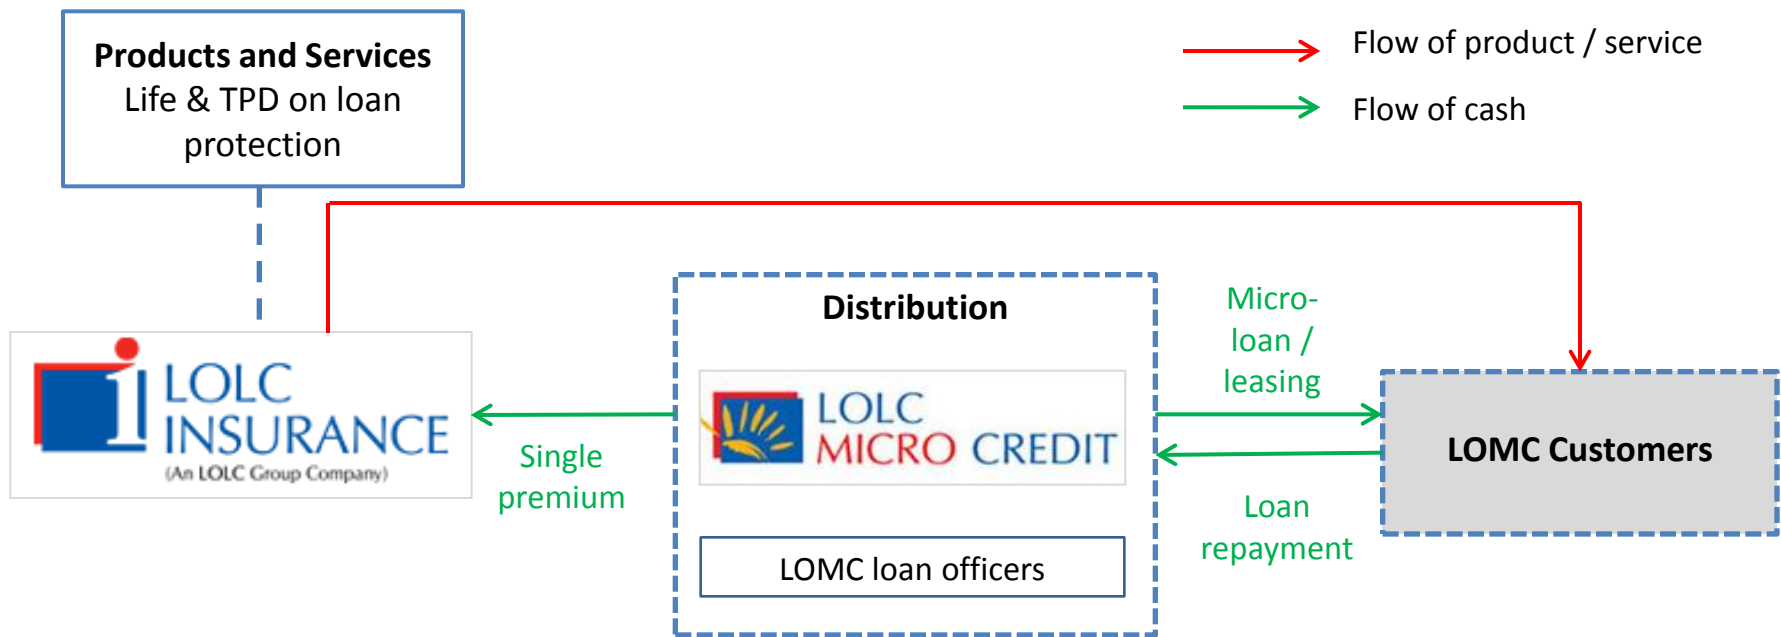 Products and Services
Life & TPD on loan
protection
Flow of product / service
Flow of cash
LOLC
INSURANCE
(An LOLC Group Company)
Single
premium
Distribution
LOLC
MICRO CREDIT
LOMC loan officers
Micro-
loan /
leasing
Loan
repayment
LOMC Customers